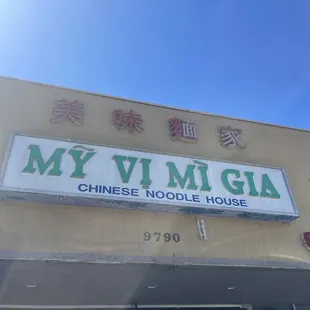 美味麵家
MỸ VỊ MÌ GIA
CHINESE NOODLE HOUSE
9790